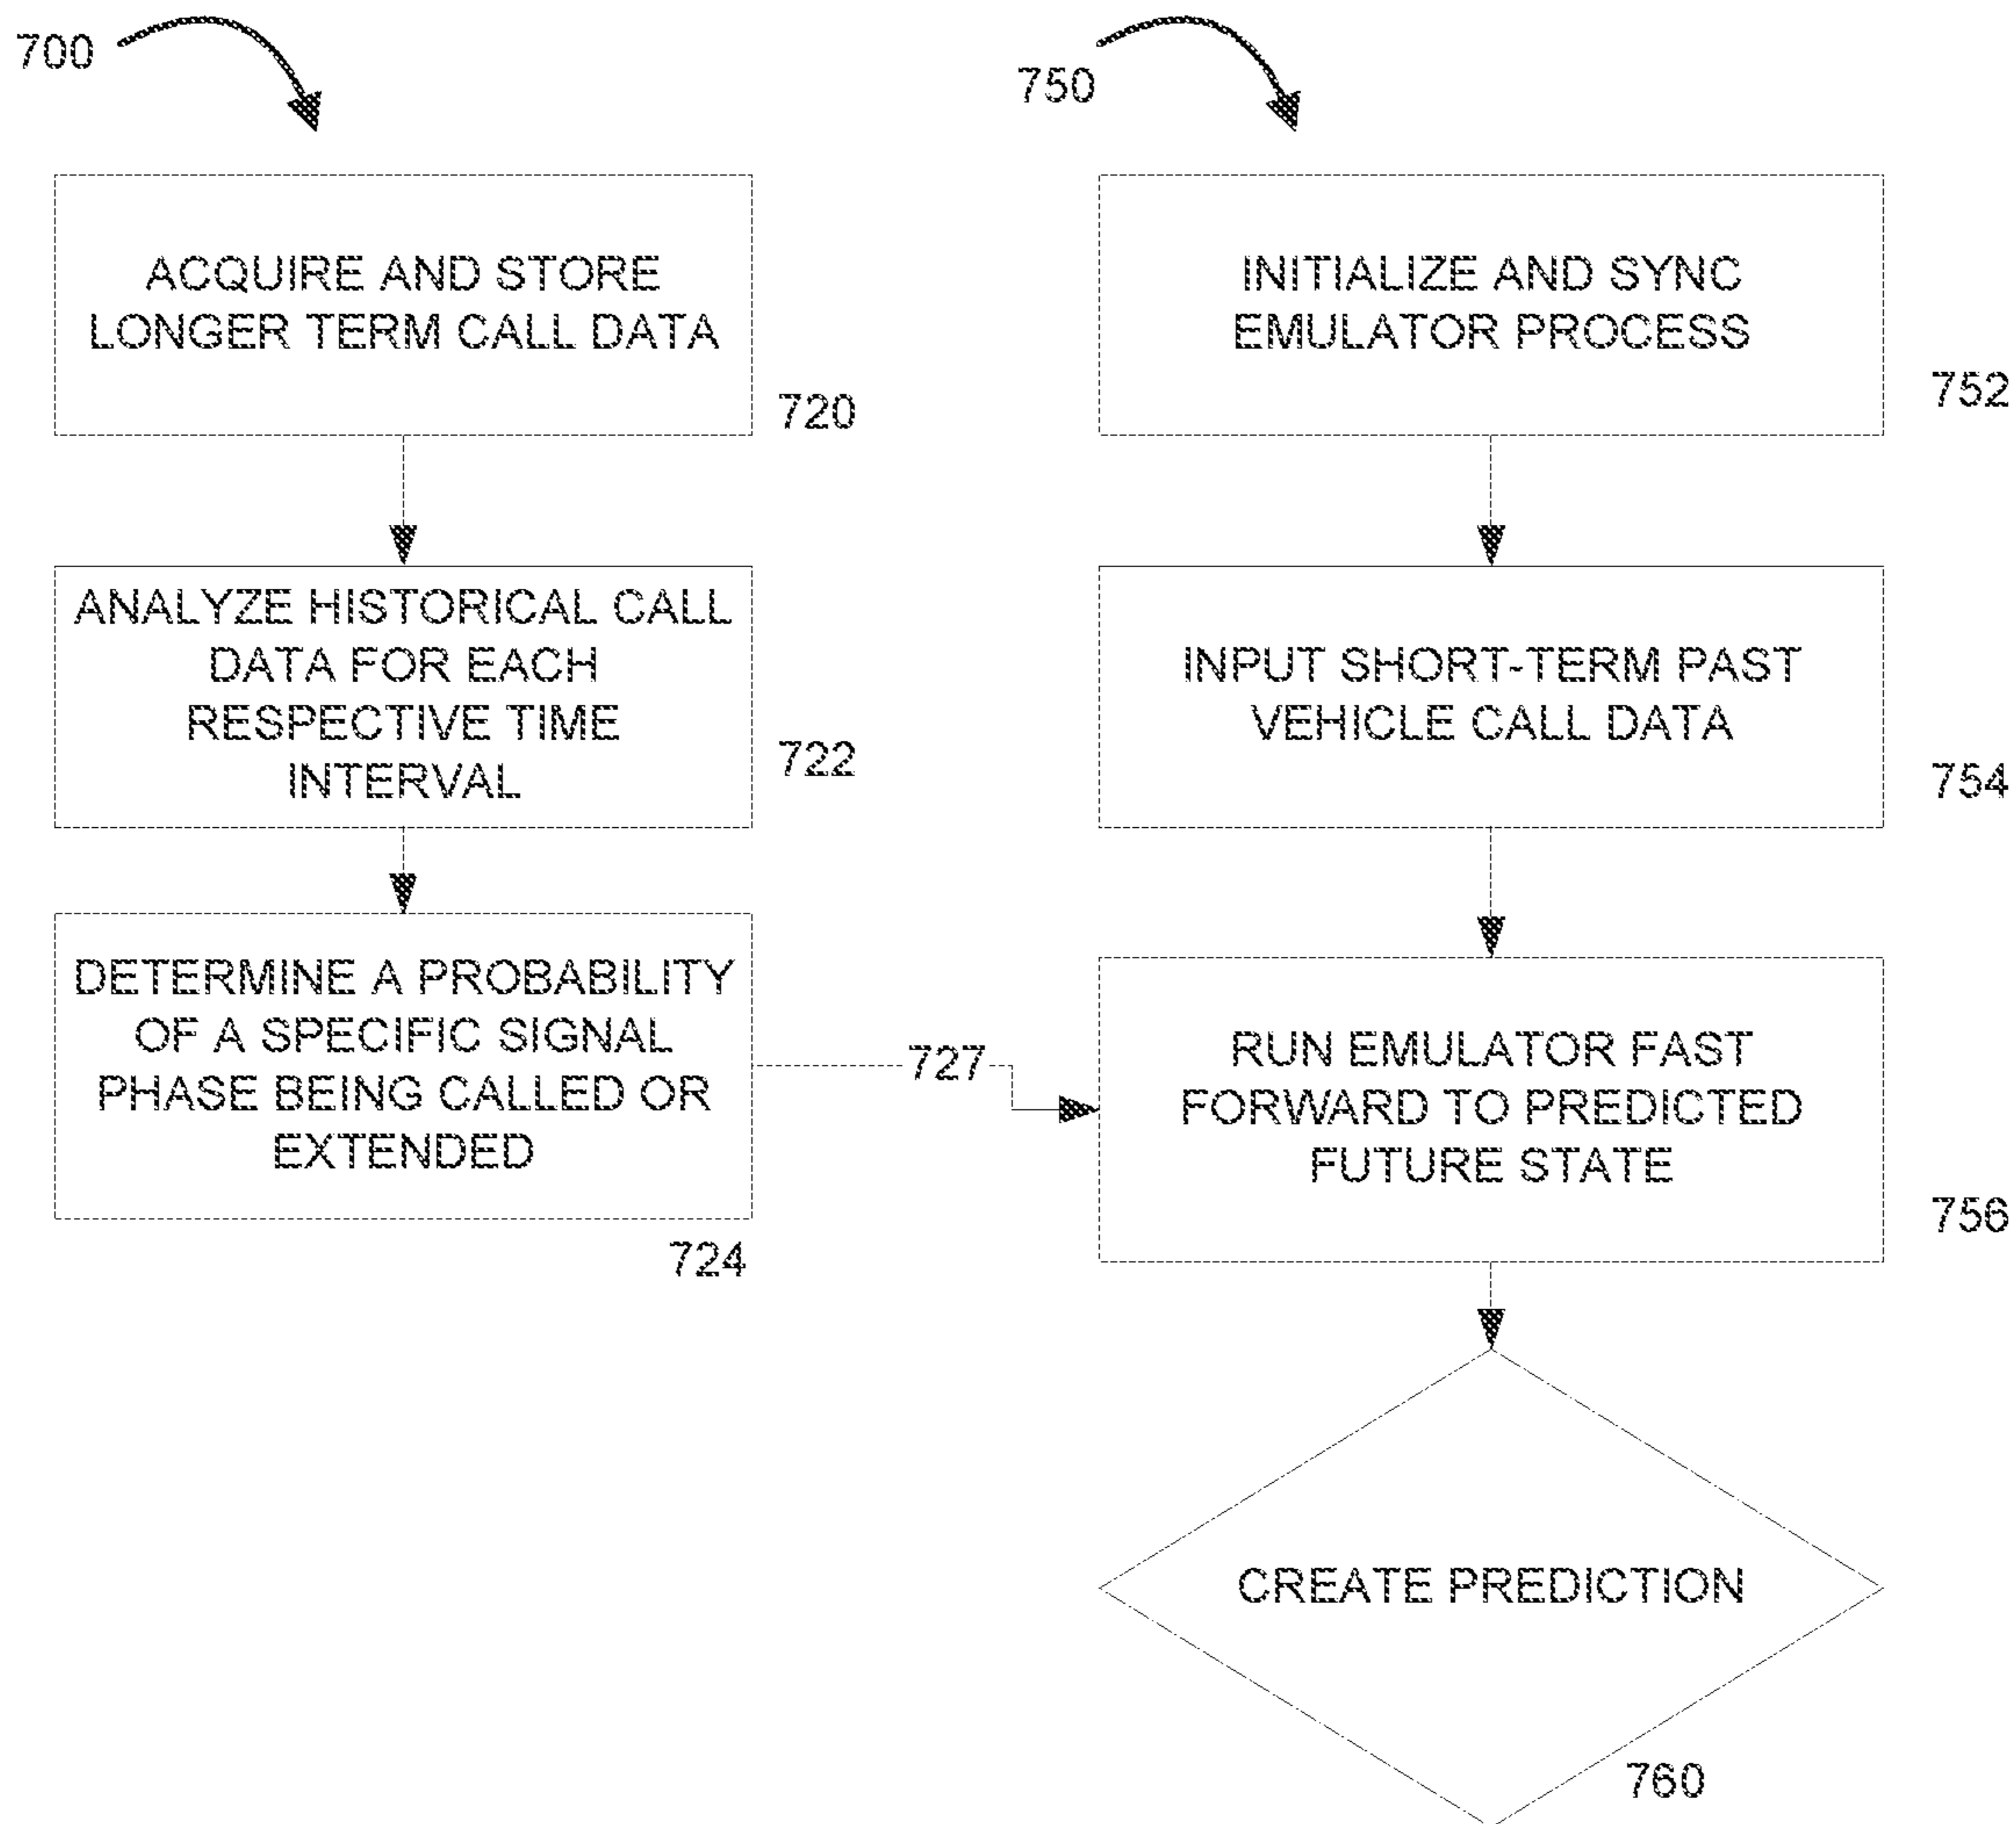 700
ACQUIRE AND STORE
LONGER TERM CALL DATA
720
ANALYZE HISTORICAL CALL
DATA FOR EACH
RESPECTIVE TIME
INTERVAL
722
DETERMINE A PROBABILITY
OF A SPECIFIC SIGNAL
PHASE BEING CALLED OR
EXTENDED
724
727
750
INITIALIZE AND SYNC
EMULATOR PROCESS
752
INPUT SHORT-TERM PAST
VEHICLE CALL DATA
754
RUN EMULATOR FAST
FORWARD TO PREDICTED
FUTURE STATE
756
CREATE PREDICTION
760